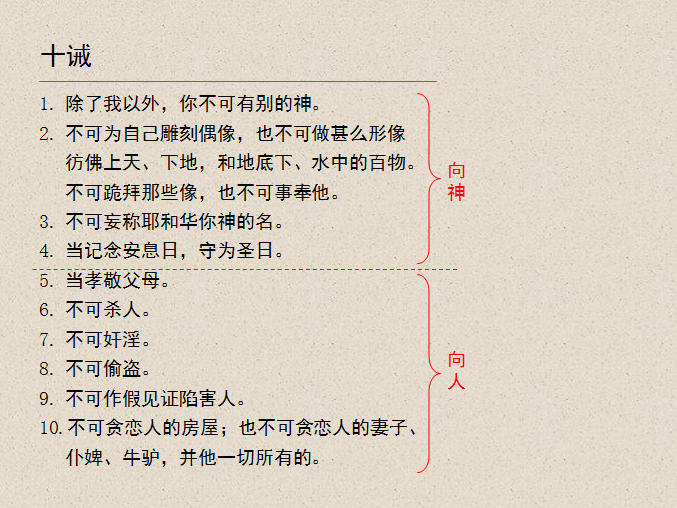 十诫
1. 除了我以外，你不可有别的神。
2. 不可为自己雕刻偶像，也不可做甚么形像
彷佛上天、下地，和地底下、水中的百物。
不可跪拜那些像，也不可事奉他。
3. 不可妄称耶和华你神的名。
4. 当记念安息日，守为圣日。
向
神
5. 当孝敬父母。
6. 不可杀人。
7. 不可奸淫。
8. 不可偷盗。
9. 不可作假见证陷害人。
10. 不可贪恋人的房屋；也不可贪恋人的妻子、
仆婢、牛驴，并他一切所有的。
向
人